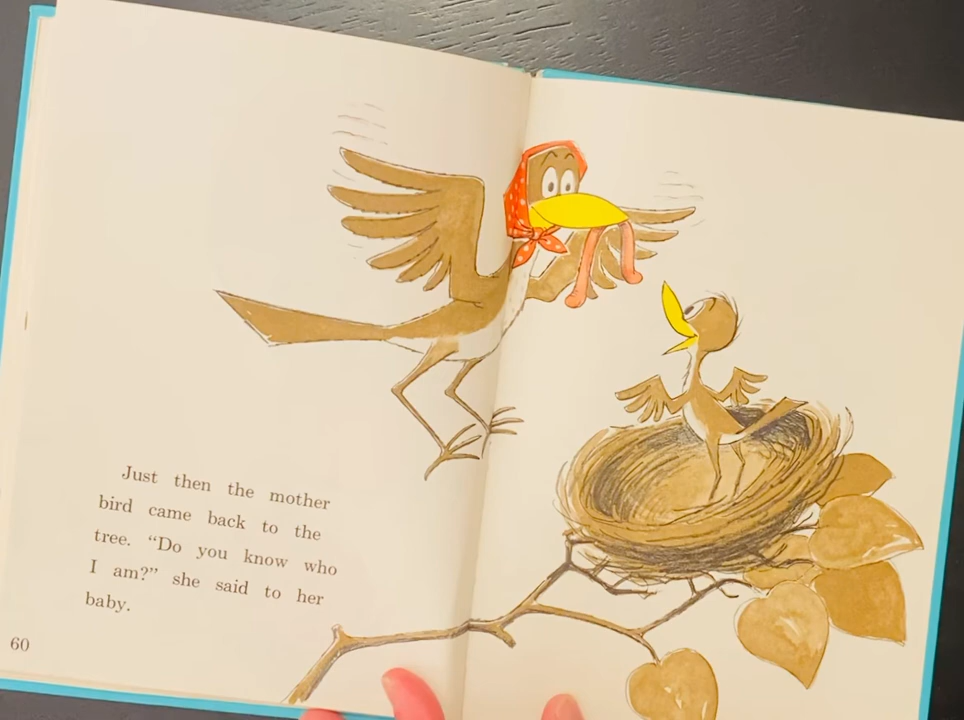 Just then the mother
bird came back to the
tree. “Do you know who
I am?” she said to her
baby.
60